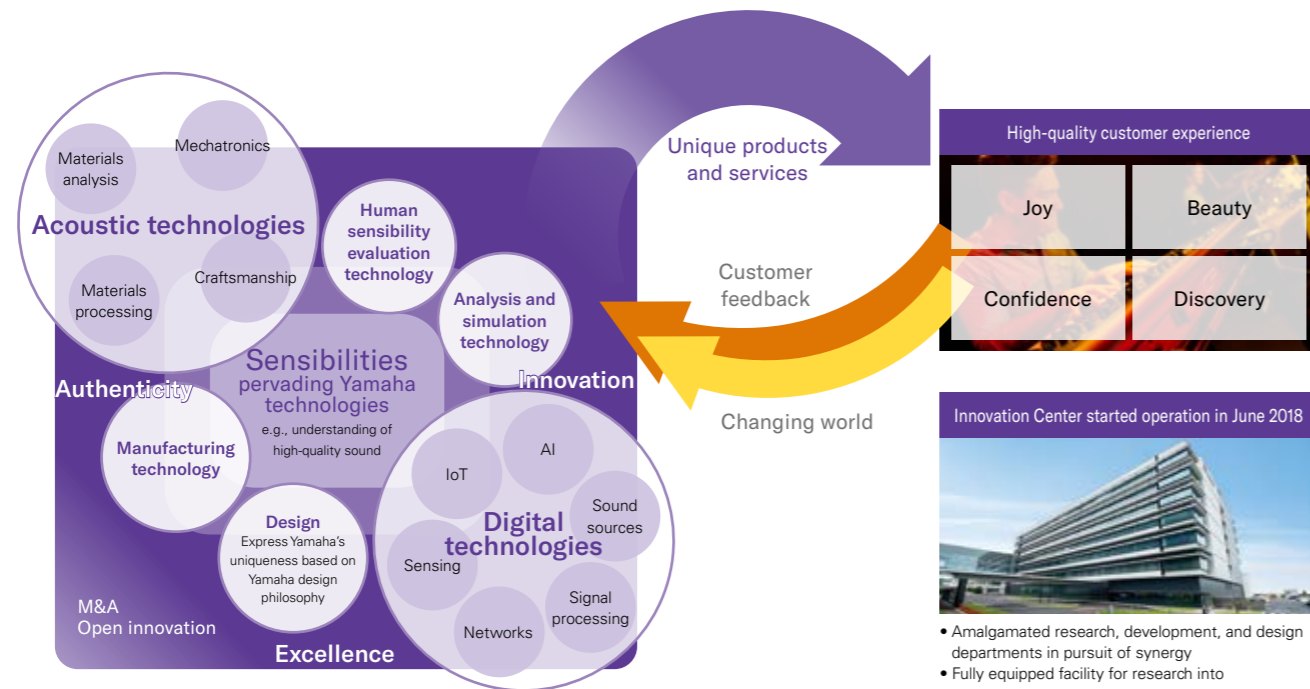 Materials
analysis
Mechatronics
Acoustic technologies
Materials
processing
Craftsmanship
Human
sensibility
evaluation
technology
Analysis and
simulation
technology
Sensibilities
pervading Yamaha
technologies
e.g., understanding of
high-quality sound
Authenticity
Innovation
Manufacturing
technology
Design
Express Yamaha's
uniqueness based on
Yamaha design
philosophy
IoT
AI
Sound
sources
Digital
technologies
Sensing
Networks
Signal
processing
M&A
Open innovation
Excellence
Unique products
and services
Customer
feedback
Changing world
High-quality customer experience
Joy
Beauty
Confidence
Discovery
Innovation Center started operation in June 2018
• Amalgamated research, development, and design
departments in pursuit of synergy
• Fully equipped facility for research into